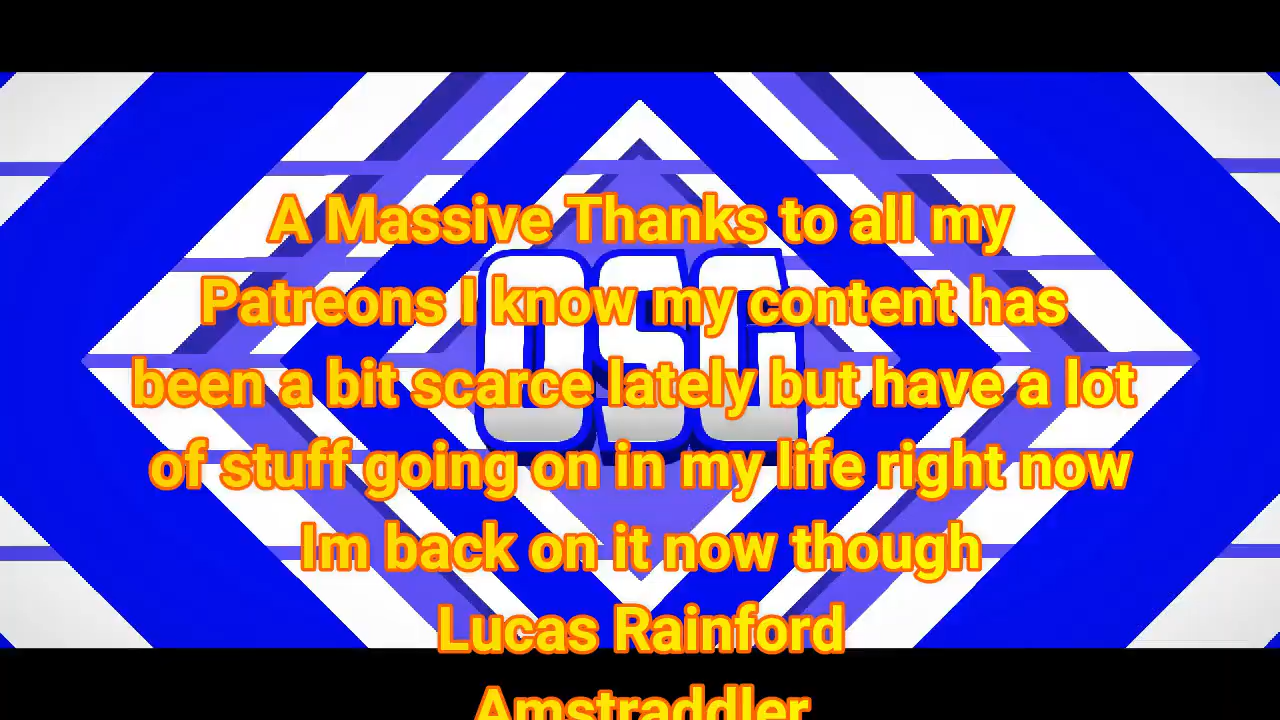 A Massive Thanks to all my
Patreons I know my content has
OSG
been a bit scarce lately but have a lot
of stuff going on in my life right now
Im back on it now though
Lucas Rainford
Amstraddler